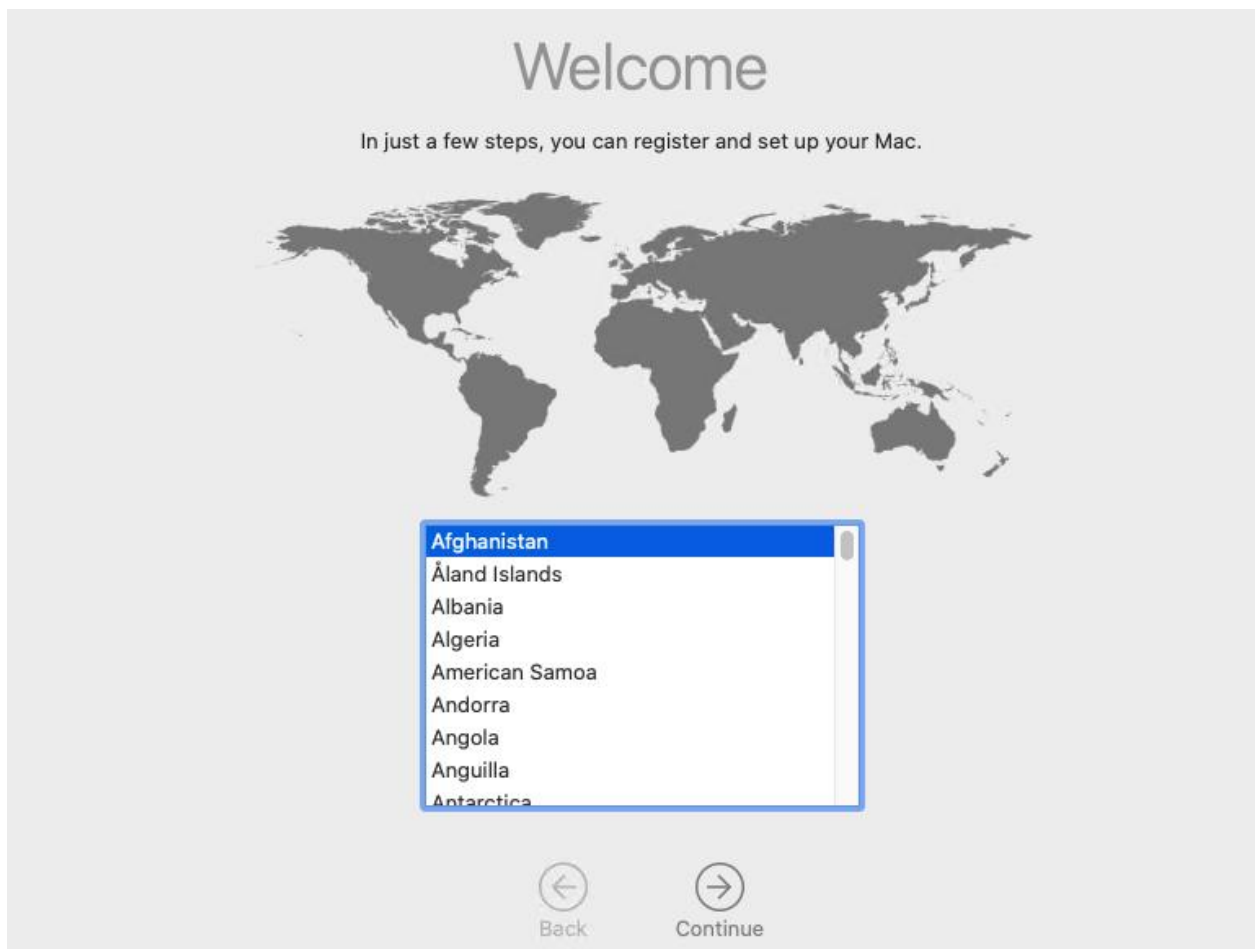 Welcome
In just a few steps, you can register and set up your Mac.
Afghanistan
Åland Islands
Albania
Algeria
American Samoa
Andorra
Angola
Anguilla
Antarctica
Back
Continue